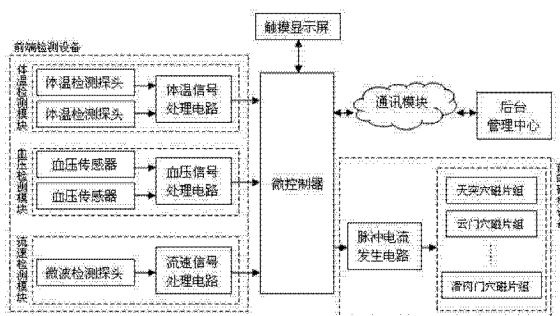 触摸显示屏
前端检测设备
体温检测模块
体温检测探头
体温检测探头
体温信号
处理电路
血压检测模块
血压传感器
血压传感器
血压信号
处理电路
流速检测模块
微波检测探头
流速信号
处理电路
微控制器
通讯模块
后台
管理中心
脉冲电流
发生电路
天突穴磁片组
云门穴磁片组
滑肉门穴磁片组